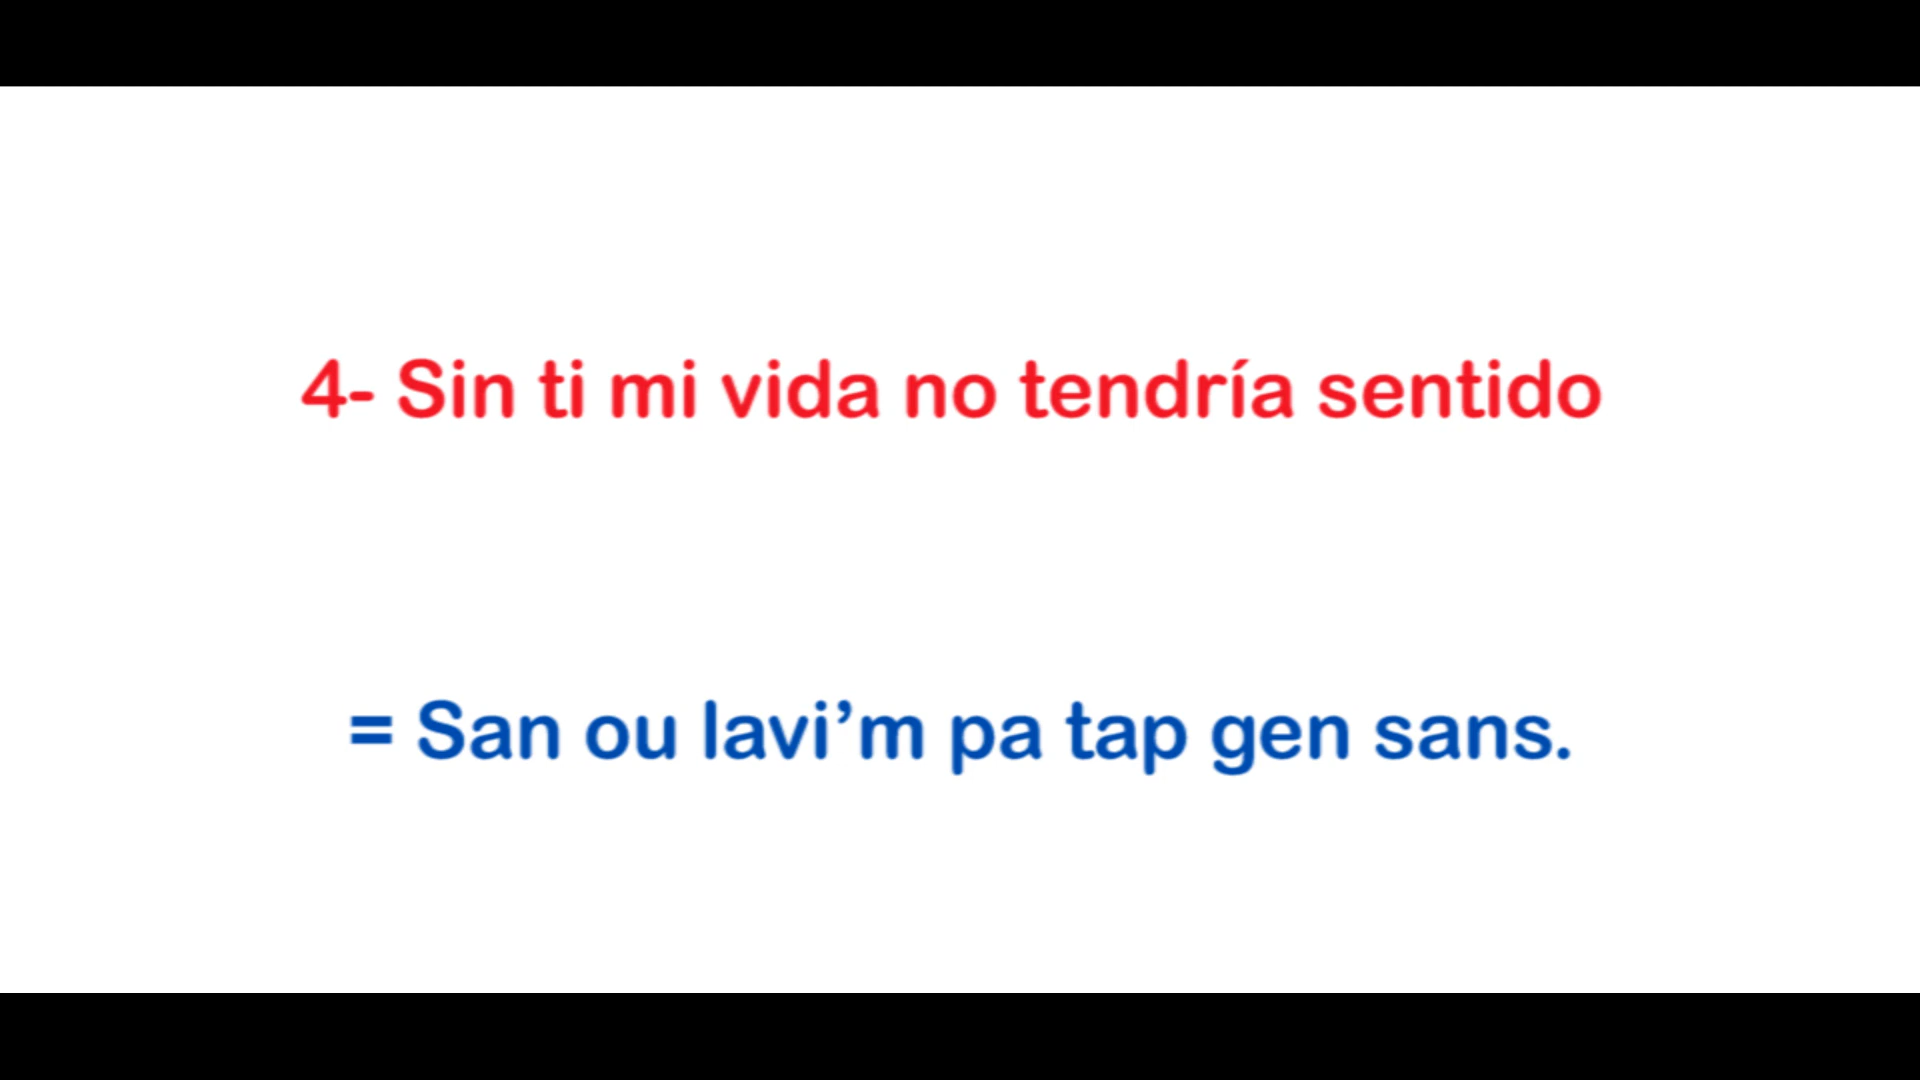 4- Sin ti mi vida no tendría sentido
= San ou lavi’m pa tap gen sans.